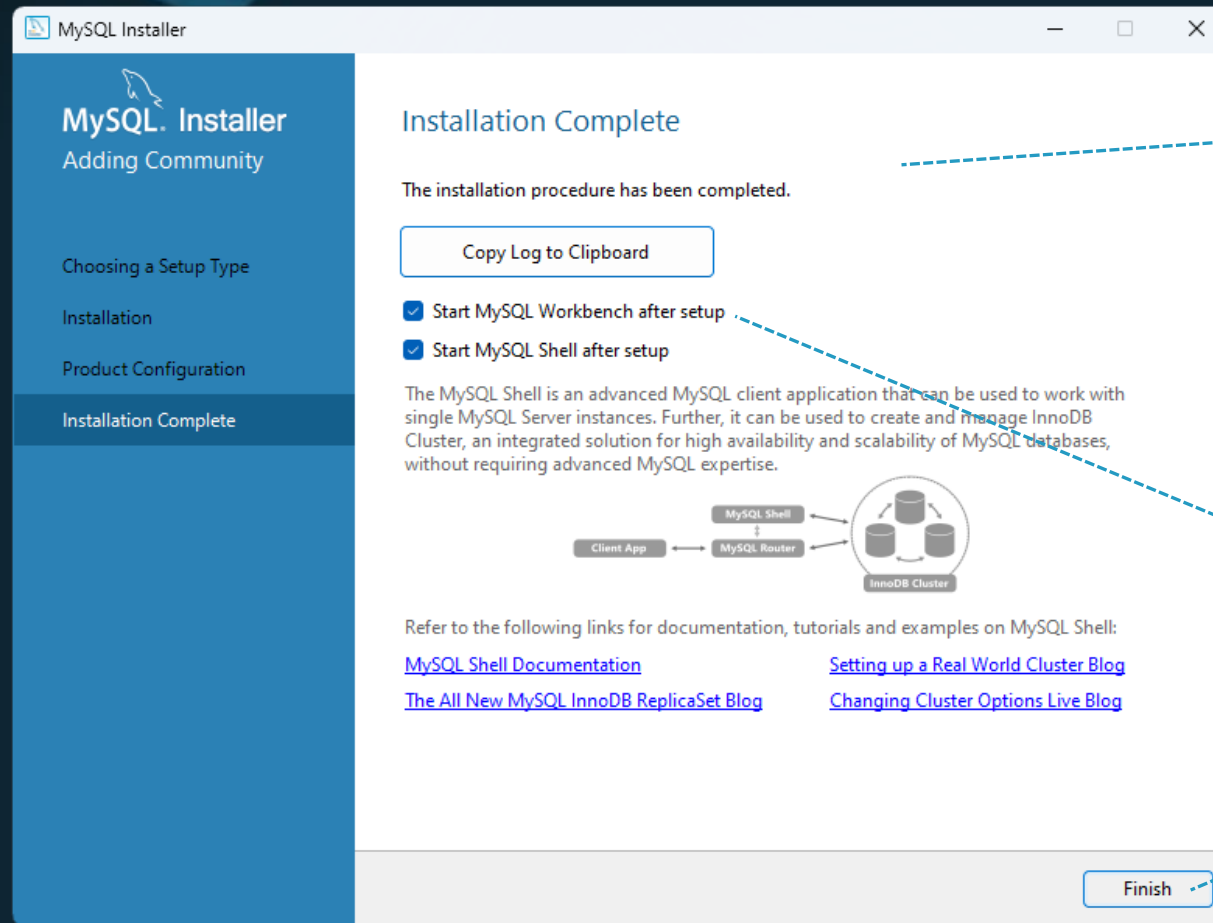 MySQL Installer
MySQL. Installer
Adding Community
Choosing a Setup Type
Installation
Product Configuration
Installation Complete
Installation Complete
The installation procedure has been completed.
Copy Log to Clipboard
Start MySQL Workbench after setup
Start MySQL Shell after setup
The MySQL Shell is an advanced MySQL client application that can be used to work with
single MySQL Server instances. Further, it can be used to create and manage InnoDB
Cluster, an integrated solution for high availability and scalability of MySQL databases,
without requiring advanced MySQL expertise.
MySQL Shell
Client App
MySQL Router
InnoDB Cluster
Refer to the following links for documentation, tutorials and examples on MySQL Shell:
MySQL Shell Documentation
Setting up a Real World Cluster Blog
The All New MySQL InnoDB ReplicaSet Blog
Changing Cluster Options Live Blog
Finish